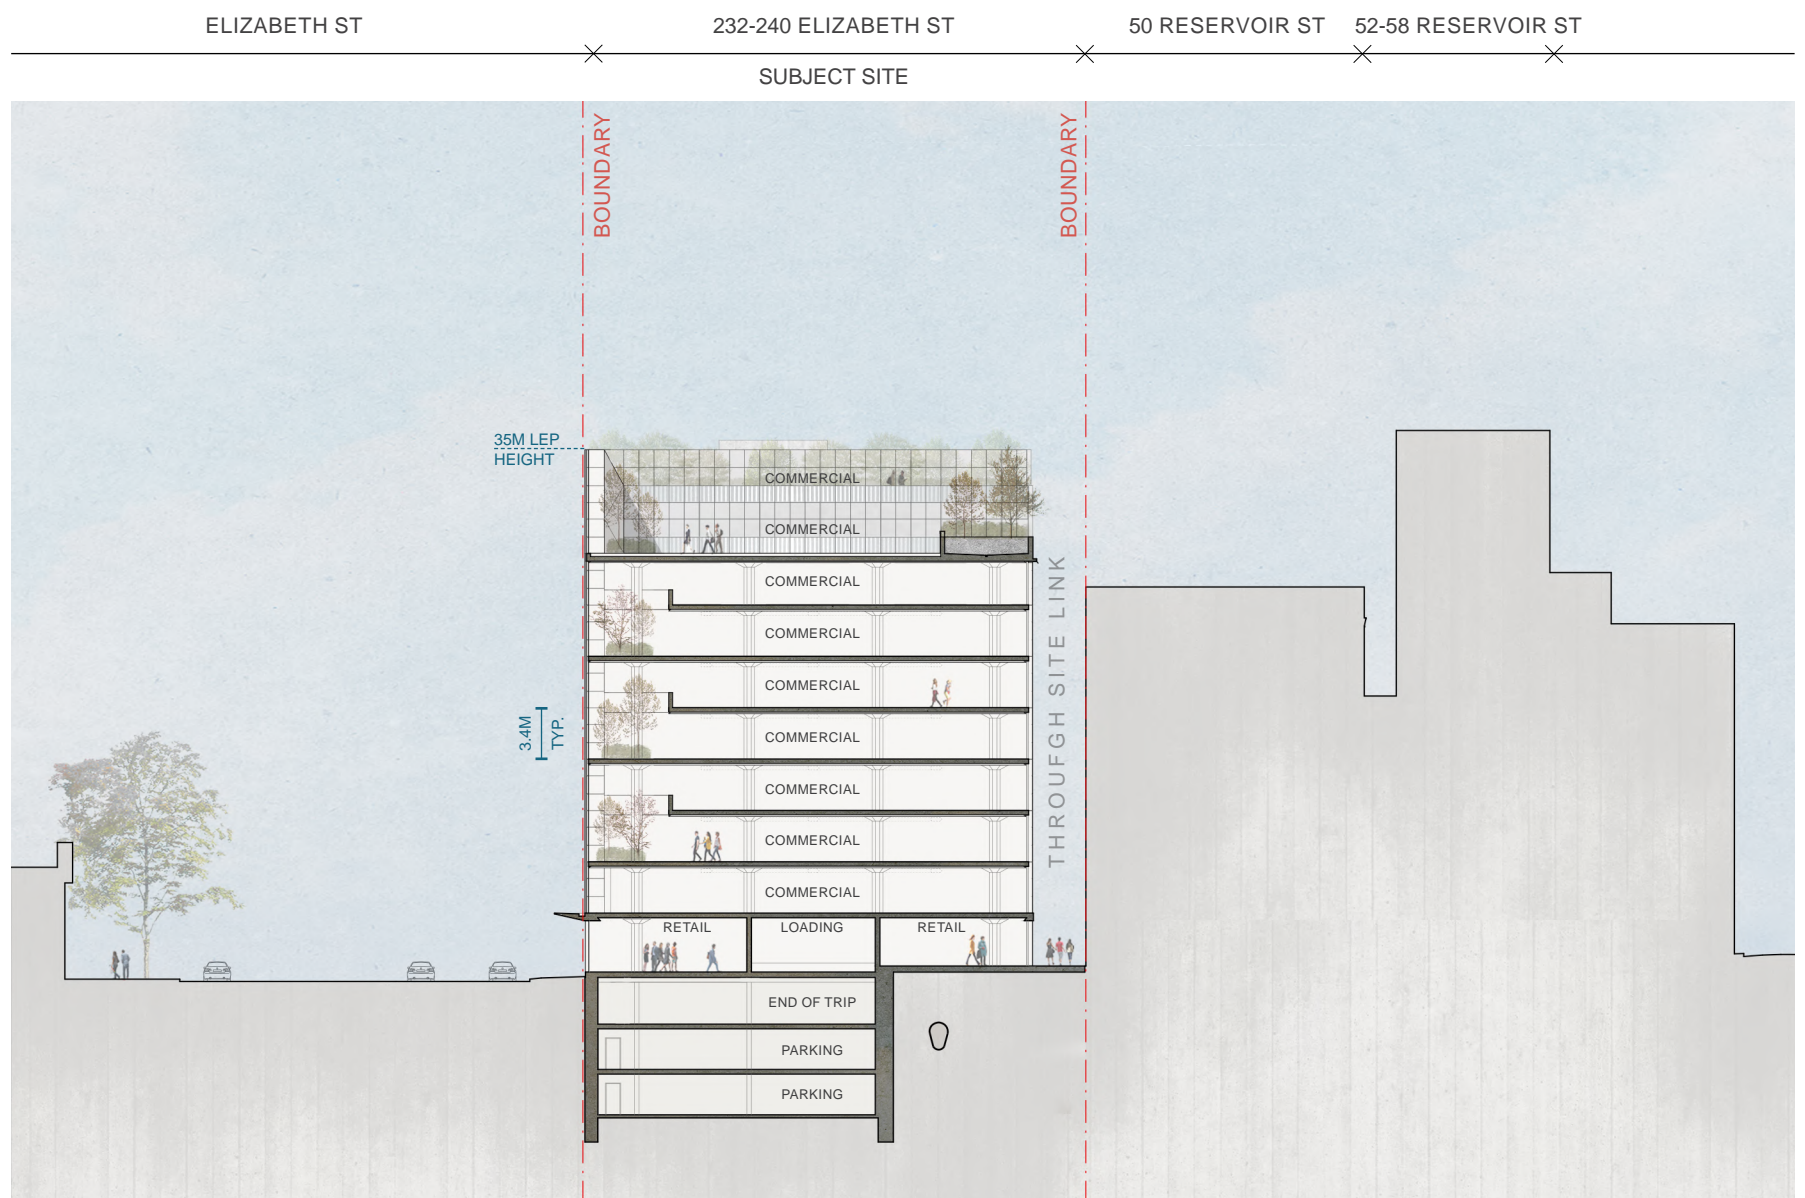 ELIZABETH ST
232-240 ELIZABETH ST
50 RESERVOIR ST
52-58 RESERVOIR ST
SUBJECT SITE
BOUNDARY
BOUNDARY
35M LEP
HEIGHT
COMMERCIAL
COMMERCIAL
COMMERCIAL
COMMERCIAL
COMMERCIAL
COMMERCIAL
COMMERCIAL
COMMERCIAL
COMMERCIAL
3.4M
TYP.
THROUFGH SITE LINK
RETAIL
LOADING
RETAIL
END OF TRIP
PARKING
PARKING